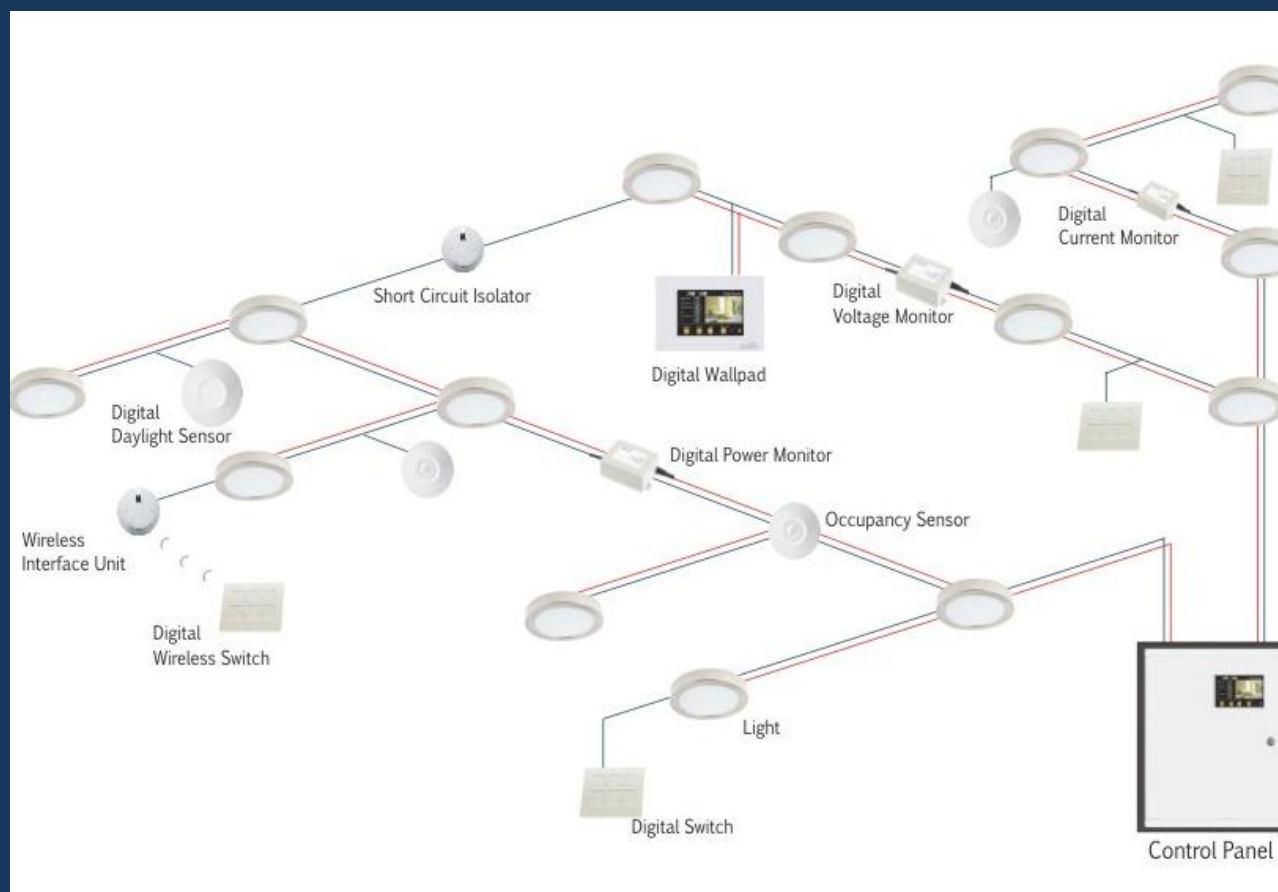 Digital
Current Monitor
Short Circuit Isolator
Digital
Voltage Monitor
Digital Wallpad
Digital
Daylight Sensor
Digital Power Monitor
Occupancy Sensor
Wireless
Interface Unit
Digital
Wireless Switch
Light
Digital Switch
Control Panel